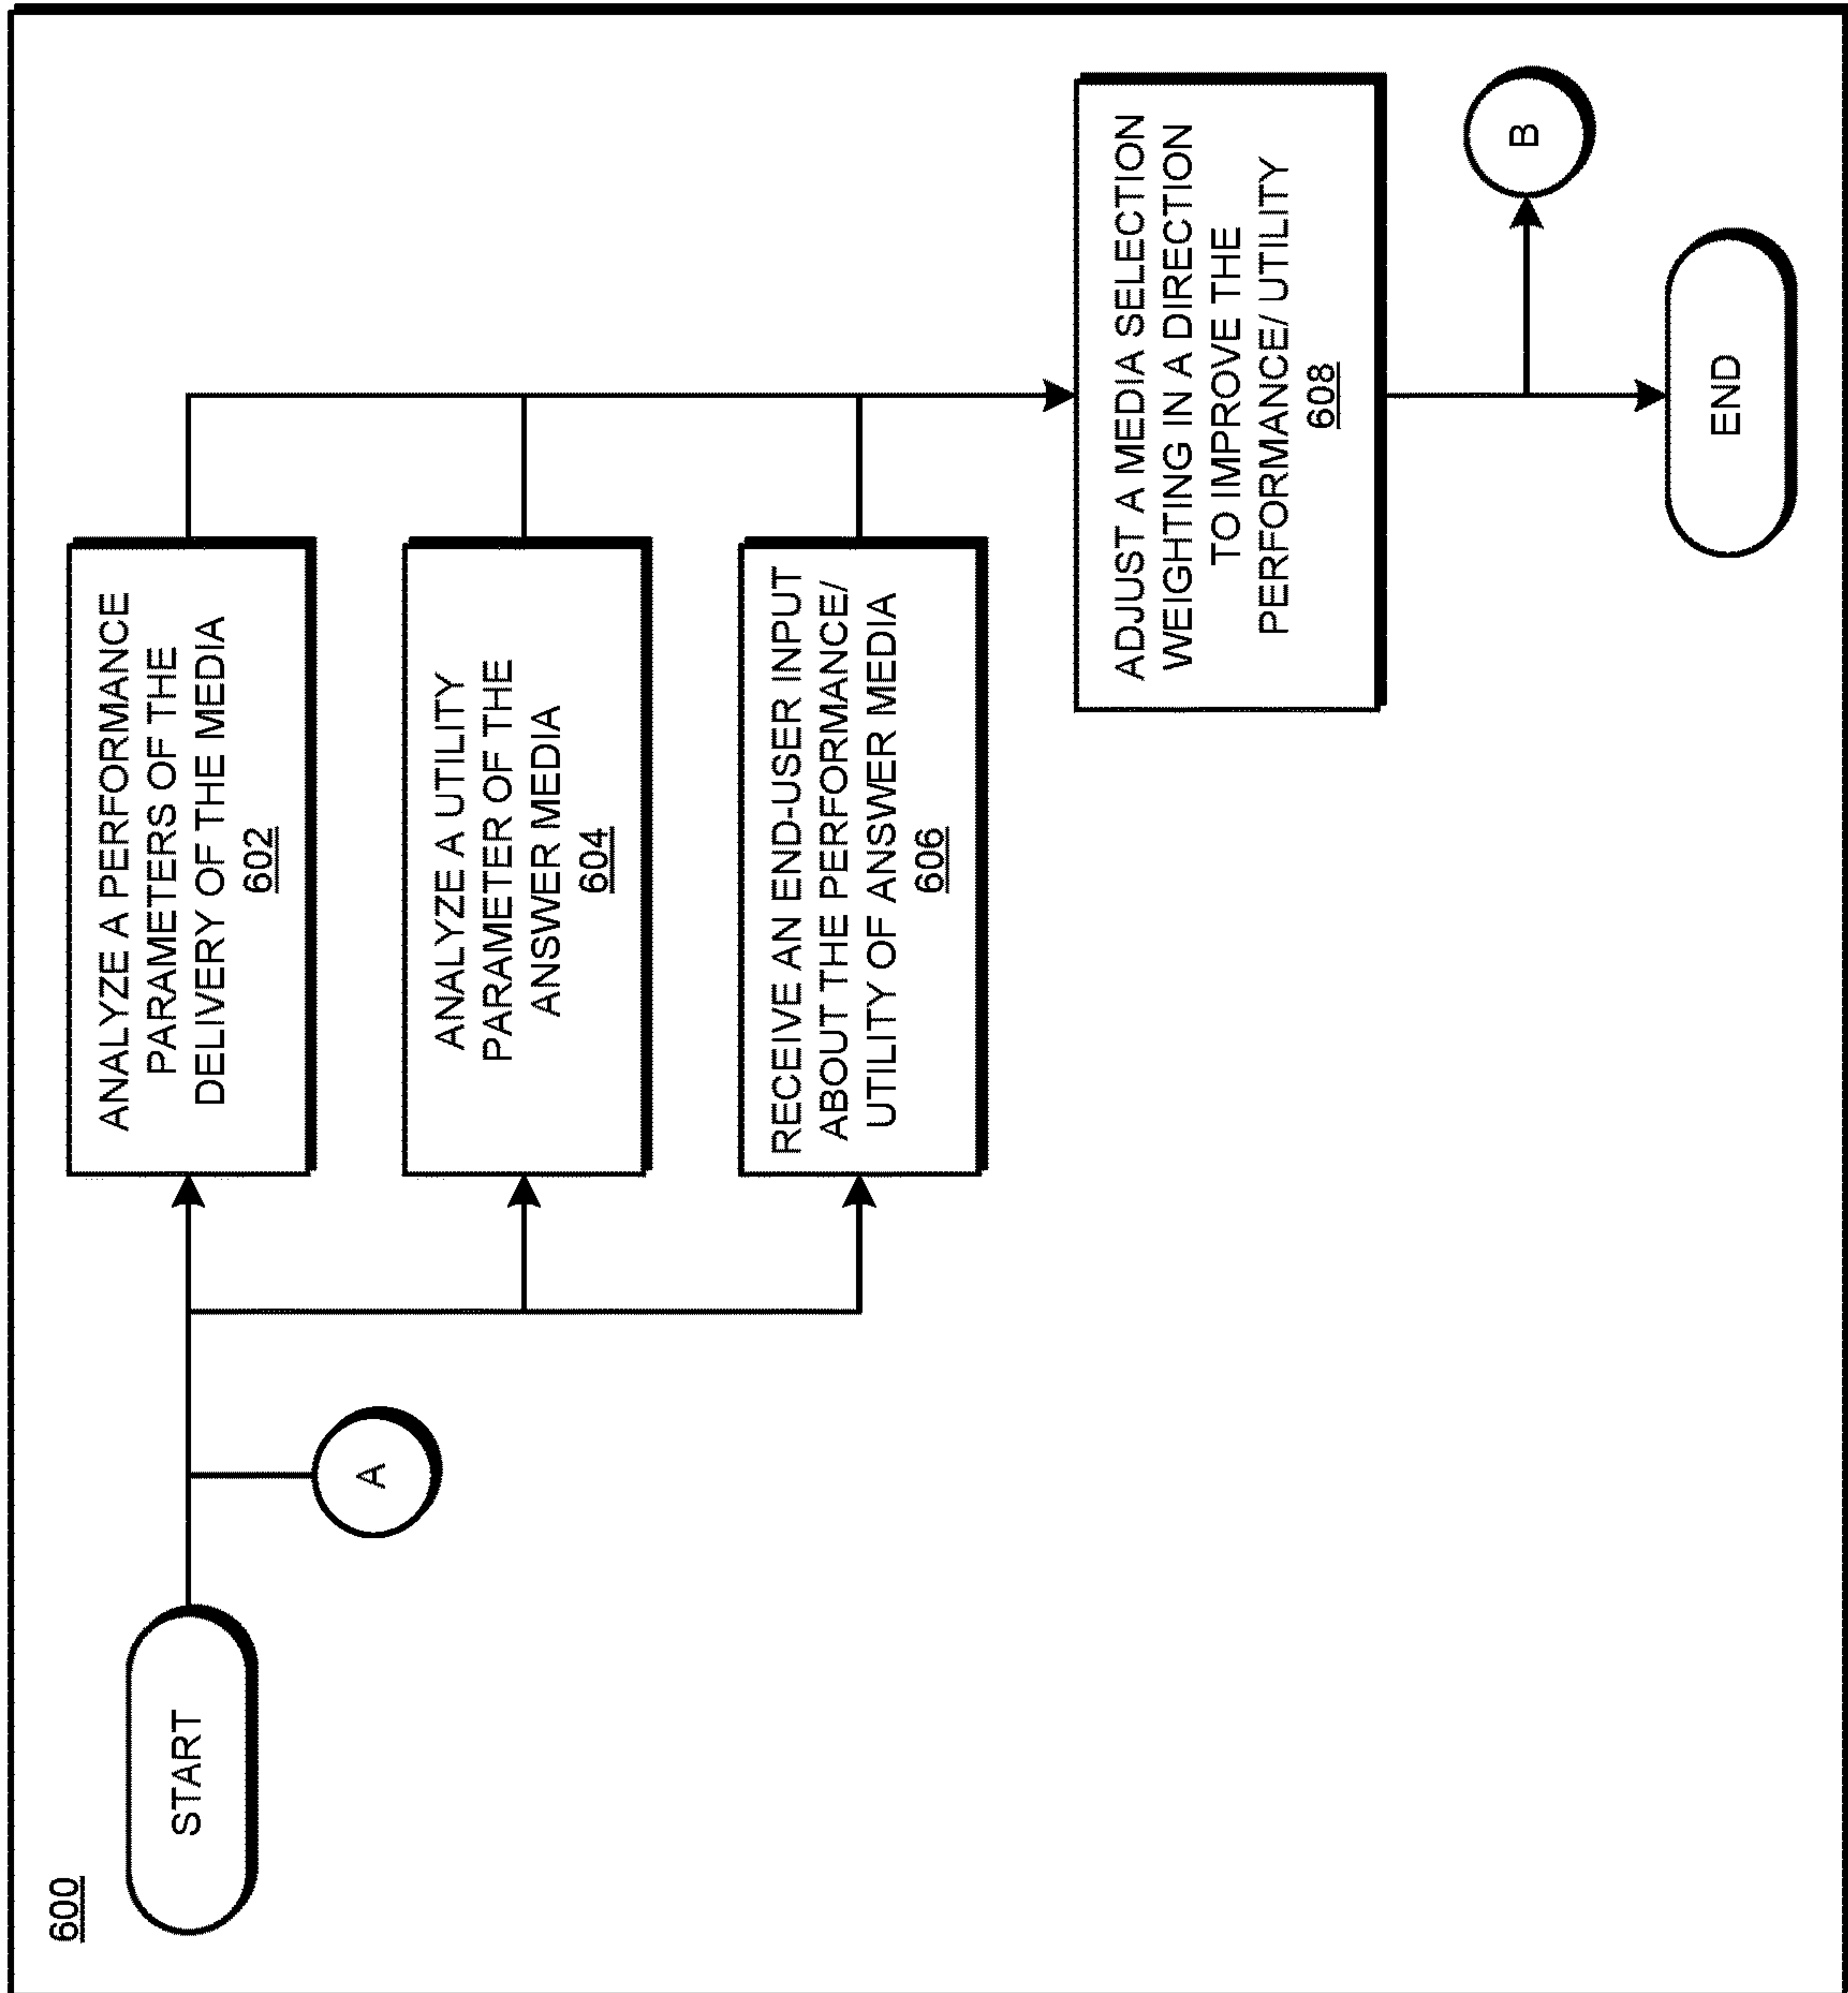 600
START
A
ANALYZE A PERFORMANCE
PARAMETERS OF THE
DELIVERY OF THE MEDIA
602
ANALYZE A UTILITY
PARAMETER OF THE
ANSWER MEDIA
604
RECEIVE AN END-USER INPUT
ABOUT THE PERFORMANCE/
UTILITY OF ANSWER MEDIA
606
ADJUST A MEDIA SELECTION
WEIGHTING IN A DIRECTION
TO IMPROVE THE
PERFORMANCE/ UTILITY
608
B
END